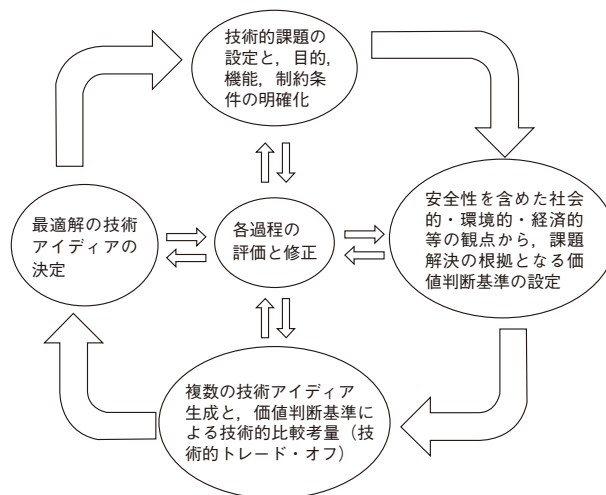 技術的課題の
設定と，目的，
機能，制約条
件の明確化
最適解の技術
アイディアの
決定
各過程の
評価と修正
安全性を含めた社会
的・環境的・経済的
等の観点から，課題
解決の根拠となる価
値判断基準の設定
複数の技術アイディア
生成と，価値判断基準に
よる技術的比較考量（技
術的トレード・オフ）